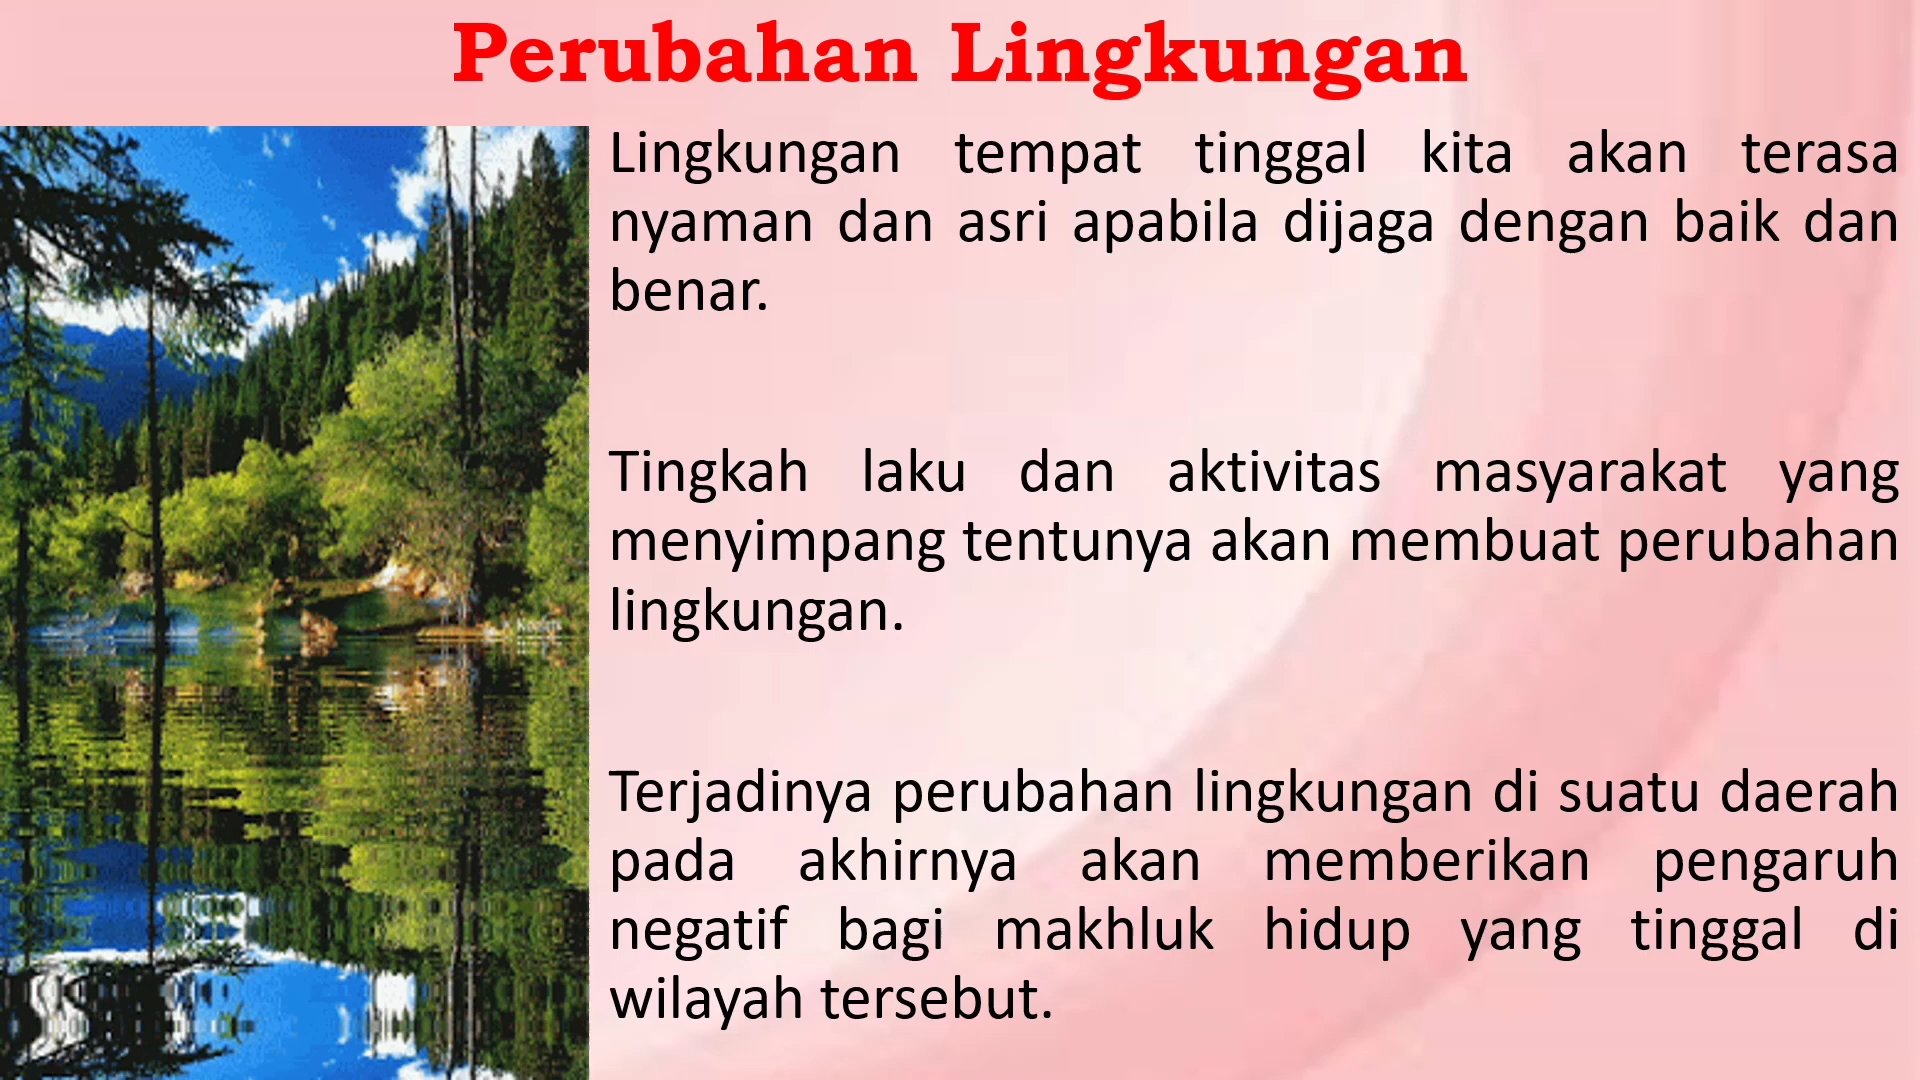 Perubahan Lingkungan
Lingkungan tempat tinggal kita akan terasa
nyaman dan asri apabila dijaga dengan baik dan
benar.
Tingkah laku dan aktivitas masyarakat yang
menyimpang tentunya akan membuat perubahan
lingkungan.
Terjadinya perubahan lingkungan di suatu daerah
pada akhirnya akan memberikan pengaruh
negatif bagi makhluk hidup yang tinggal di
wilayah tersebut.